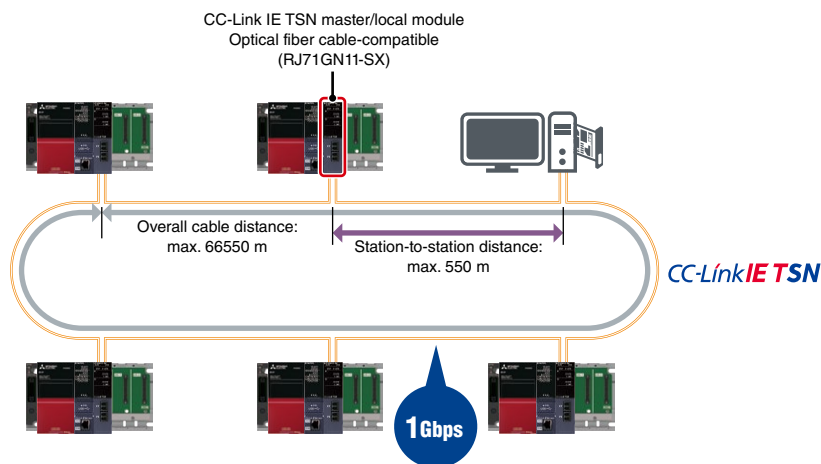 CC-Link IE TSN master/local module
Optical fiber cable-compatible
(RJ71GN11-SX)
Overall cable distance:
max. 66550 m
Station-to-station distance:
max. 550 m
CC-Link IE TSN
1Gbps